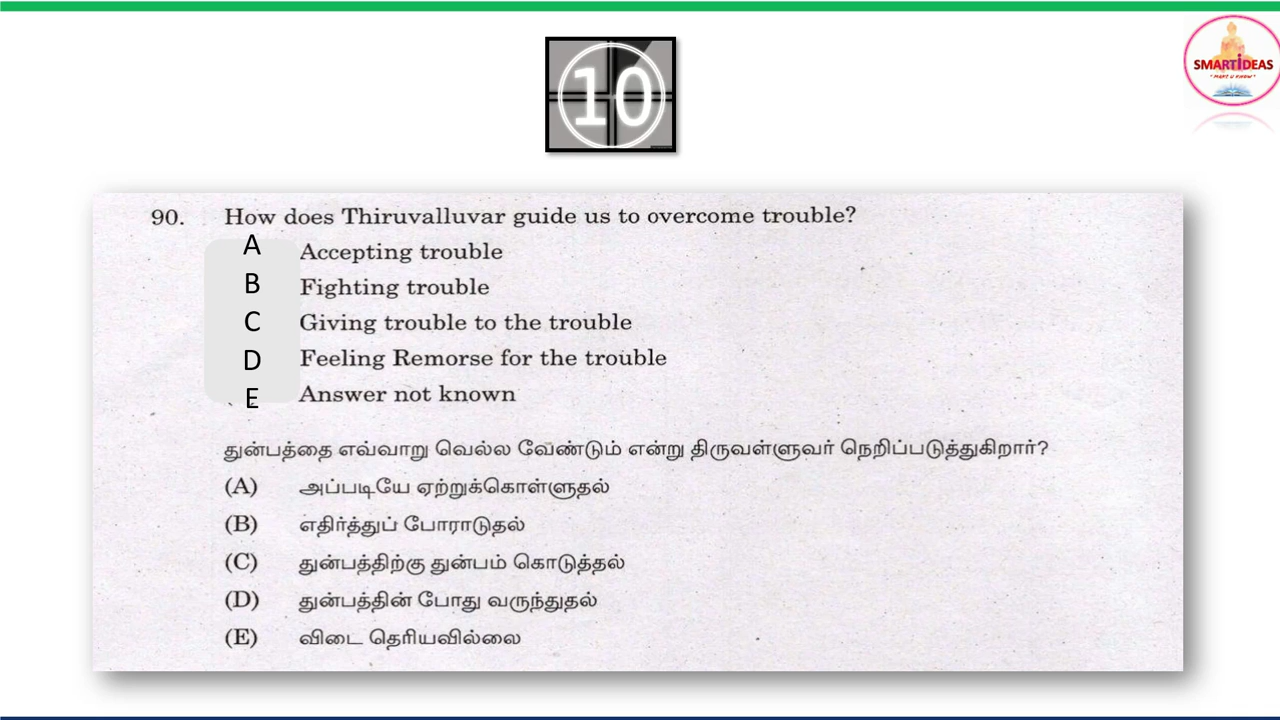 10
SMARTiDEAS
"MAKE U KNOW"
90. How does Thiruvalluvar guide us to overcome trouble?
A Accepting trouble
B Fighting trouble
C Giving trouble to the trouble
D Feeling Remorse for the trouble
E Answer not known
துன்பத்தை எவ்வாறு வெல்ல வேண்டும் என்று திருவள்ளுவர் நெறிப்படுத்துகிறார்?
(A) அப்படியே ஏற்றுக்கொள்ளுதல்
(B) எதிர்த்துப் போராடுதல்
(C) துன்பத்திற்கு துன்பம் கொடுத்தல்
(D) துன்பத்தின் போது வருந்துதல்
(E) விடை தெரியவில்லை